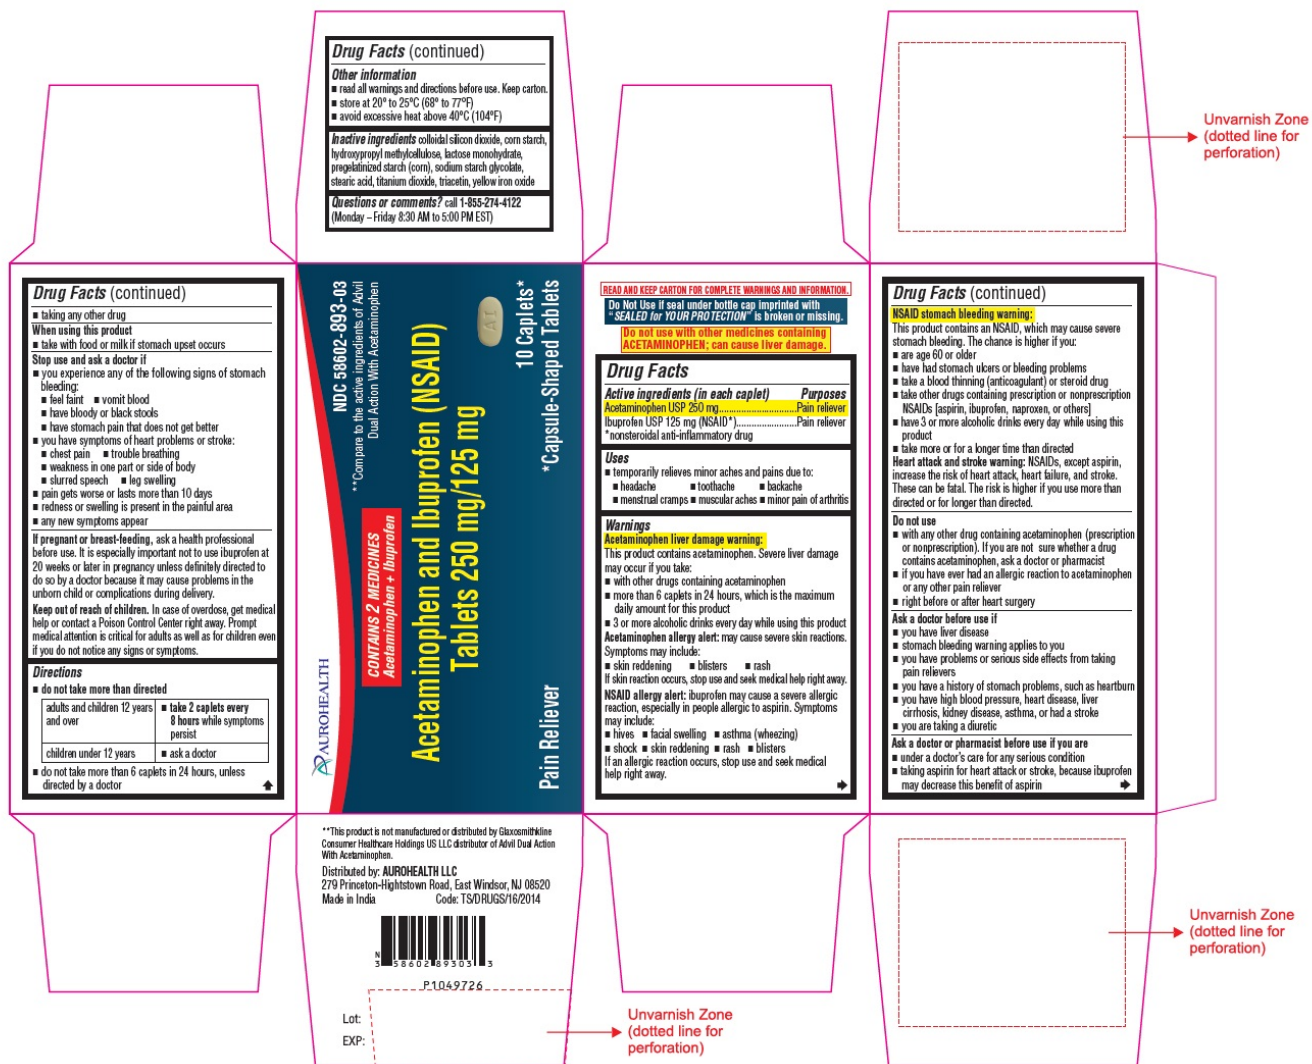 Drug Facts (continued)
Other information
■ read all warnings and directions before use. Keep carton.
■ store at 20° to 25°C (68° to 77°F)
■ avoid excessive heat above 40°C (104°F)
Inactive ingredients colloidal silicon dioxide, corn starch,
hydroxypropyl methylcellulose, lactose monohydrate,
pregelatinized starch (corn), sodium starch glycolate,
stearic acid, titanium dioxide, triacetin, yellow iron oxide
Questions or comments? call 1-855-274-4122
(Monday – Friday 8:30 AM to 5:00 PM EST)
Unvarnish Zone
(dotted line for
perforation)
Drug Facts (continued)
■ taking any other drug
When using this product
■ take with food or milk if stomach upset occurs
Stop use and ask a doctor if
■ you experience any of the following signs of stomach
bleeding:
■ feel faint ■ vomit blood
■ have bloody or black stools
■ have stomach pain that does not get better
■ you have symptoms of heart problems or stroke:
■ chest pain ■ trouble breathing
■ weakness in one part or side of body
■ slurred speech ■ leg swelling
■ pain gets worse or lasts more than 10 days
■ redness or swelling is present in the painful area
■ any new symptoms appear
If pregnant or breast-feeding, ask a health professional
before use. It is especially important not to use ibuprofen at
20 weeks or later in pregnancy unless definitely directed to
do so by a doctor because it may cause problems in the
unborn child or complications during delivery.
Keep out of reach of children. In case of overdose, get medical
help or contact a Poison Control Center right away. Prompt
medical attention is critical for adults as well as for children even
if you do not notice any signs or symptoms.
Directions
■ do not take more than directed
adults and children 12 years
and over
■ take 2 caplets every
8 hours while symptoms
persist
children under 12 years ■ ask a doctor
■ do not take more than 6 caplets in 24 hours, unless
directed by a doctor
NDC 58602-893-03
**Compare to the active ingredients of Advil
Dual Action With Acetaminophen
CONTAINS 2 MEDICINES
Acetaminophen + Ibuprofen
Acetaminophen and Ibuprofen (NSAID)
Tablets 250 mg/125 mg
A1
10 Caplets*
*Capsule-Shaped Tablets
AUROHEALTH
Pain Reliever
READ AND KEEP CARTON FOR COMPLETE WARNINGS AND INFORMATION.
Do Not Use if seal under bottle cap imprinted with
“SEALED for YOUR PROTECTION” is broken or missing.
Do not use with other medicines containing
ACETAMINOPHEN; can cause liver damage.
Drug Facts
Active ingredients (in each caplet) Purposes
Acetaminophen USP 250 mg..............................Pain reliever
Ibuprofen USP 125 mg (NSAID*).......................Pain reliever
*nonsteroidal anti-inflammatory drug
Uses
■ temporarily relieves minor aches and pains due to:
■ headache ■ toothache ■ backache
■ menstrual cramps ■ muscular aches ■ minor pain of arthritis
Warnings
Acetaminophen liver damage warning:
This product contains acetaminophen. Severe liver damage
may occur if you take:
■ with other drugs containing acetaminophen
■ more than 6 caplets in 24 hours, which is the maximum
daily amount for this product
■ 3 or more alcoholic drinks every day while using this product
Acetaminophen allergy alert: may cause severe skin reactions.
Symptoms may include:
■ skin reddening ■ blisters ■ rash
If skin reaction occurs, stop use and seek medical help right away.
NSAID allergy alert: ibuprofen may cause a severe allergic
reaction, especially in people allergic to aspirin. Symptoms
may include:
■ hives ■ facial swelling ■ asthma (wheezing)
■ shock ■ skin reddening ■ rash ■ blisters
If an allergic reaction occurs, stop use and seek medical
help right away.
Drug Facts (continued)
NSAID stomach bleeding warning:
This product contains an NSAID, which may cause severe
stomach bleeding. The chance is higher if you:
■ are age 60 or older
■ have had stomach ulcers or bleeding problems
■ take a blood thinning (anticoagulant) or steroid drug
■ take other drugs containing prescription or nonprescription
NSAIDs [aspirin, ibuprofen, naproxen, or others]
■ have 3 or more alcoholic drinks every day while using this
product
■ take more or for a longer time than directed
Heart attack and stroke warning: NSAIDs, except aspirin,
increase the risk of heart attack, heart failure, and stroke.
These can be fatal. The risk is higher if you use more than
directed or for longer than directed.
Do not use
■ with any other drug containing acetaminophen (prescription
or nonprescription). If you are not sure whether a drug
contains acetaminophen, ask a doctor or pharmacist
■ if you have ever had an allergic reaction to acetaminophen
or any other pain reliever
■ right before or after heart surgery
Ask a doctor before use if
■ you have liver disease
■ stomach bleeding warning applies to you
■ you have problems or serious side effects from taking
pain relievers
■ you have a history of stomach problems, such as heartburn
■ you have high blood pressure, heart disease, liver
cirrhosis, kidney disease, asthma, or had a stroke
■ you are taking a diuretic
Ask a doctor or pharmacist before use if you are
■ under a doctor's care for any serious condition
■ taking aspirin for heart attack or stroke, because ibuprofen
may decrease this benefit of aspirin
**This product is not manufactured or distributed by Glaxosmithkline
Consumer Healthcare Holdings US LLC distributor of Advil Dual Action
With Acetaminophen.
Distributed by: AUROHEALTH LLC
279 Princeton-Hightstown Road, East Windsor, NJ 08520
Made in India Code: TS/DRUGS/16/2014
N
3 58602 89303 3
P1049726
Lot:
EXP:
Unvarnish Zone
(dotted line for
perforation)
Unvarnish Zone
(dotted line for
perforation)